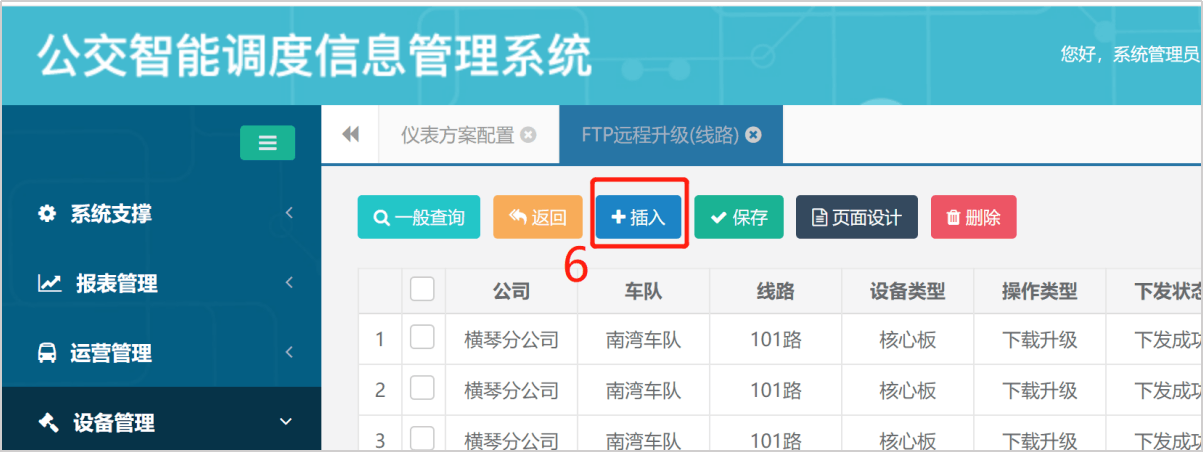 公交智能调度信息管理系统
您好，系统管理员
仪表方案配置 FTP远程升级(线路)
系统支撑
报表管理
运营管理
设备管理
一般查询 返回 插入 保存 页面设计 删除
6
公司 车队 线路 设备类型 操作类型 下发状态
1 横琴分公司 南湾车队 101路 核心板 下载升级 下发成功
2 横琴分公司 南湾车队 101路 核心板 下载升级 下发成功
3 横琴分公司 南湾车队 101路 核心板 下载升级 下发成功